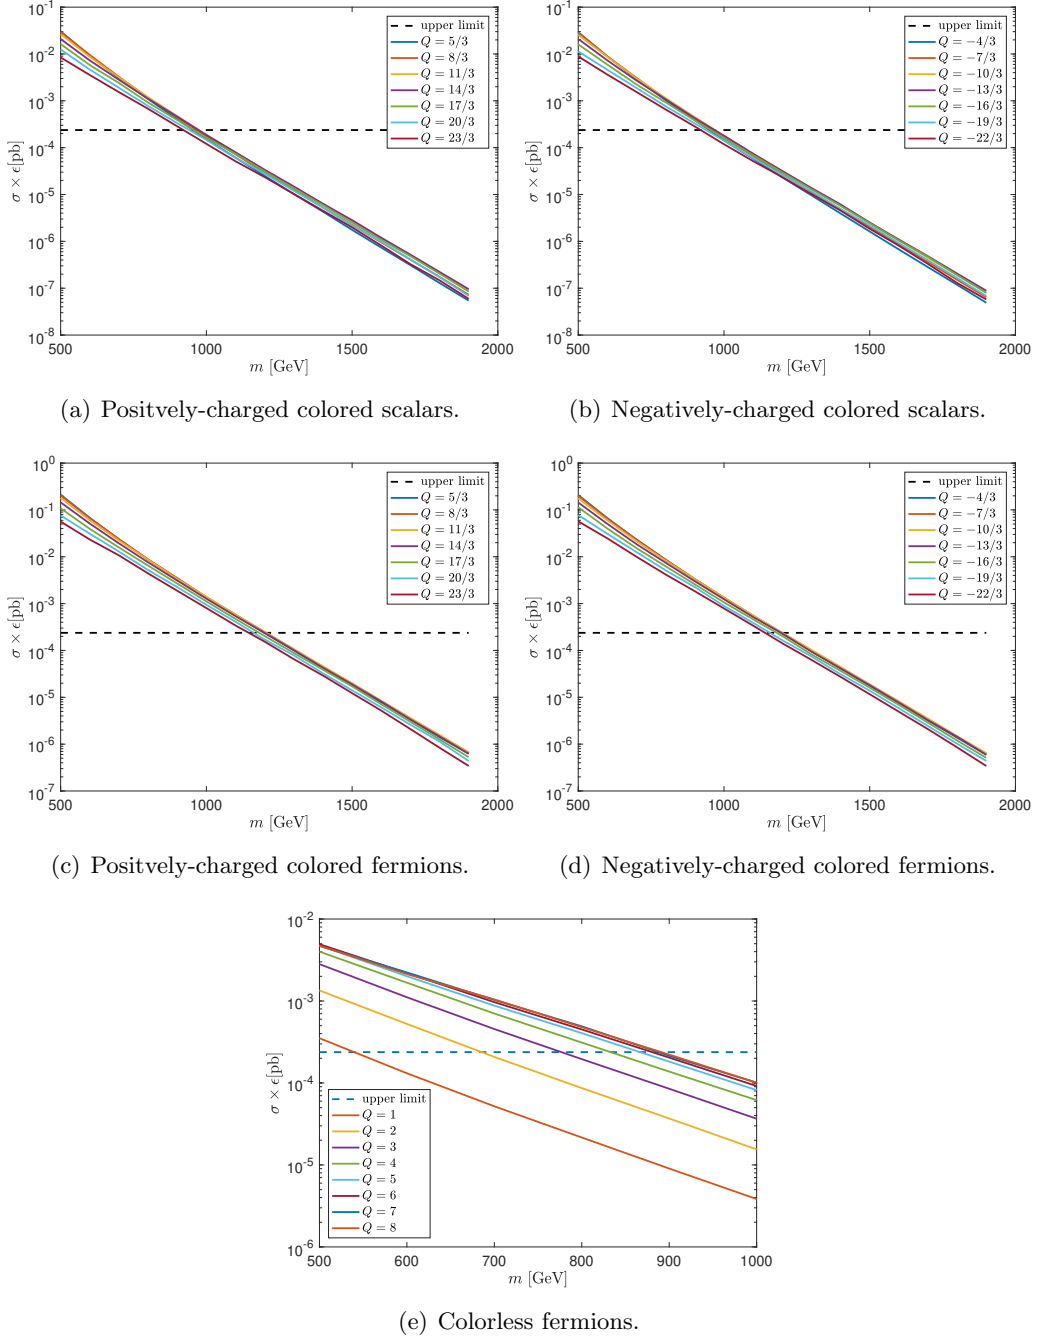 10^-1
10^-2
10^-3
10^-4
10^-5
10^-6
10^-7
10^-8
σ × ϵ[pb]
500 1000 1500 2000
m [GeV]
upper limit
Q = 5/3
Q = 8/3
Q = 11/3
Q = 14/3
Q = 17/3
Q = 20/3
Q = 23/3
(a) Positvely-charged colored scalars.
10^-1
10^-2
10^-3
10^-4
10^-5
10^-6
10^-7
10^-8
σ × ϵ[pb]
500 1000 1500 2000
m [GeV]
upper limit
Q = −4/3
Q = −7/3
Q = −10/3
Q = −13/3
Q = −16/3
Q = −19/3
Q = −22/3
(b) Negatively-charged colored scalars.
10^0
10^-1
10^-2
10^-3
10^-4
10^-5
10^-6
10^-7
σ × ϵ[pb]
500 1000 1500 2000
m [GeV]
upper limit
Q = 5/3
Q = 8/3
Q = 11/3
Q = 14/3
Q = 17/3
Q = 20/3
Q = 23/3
(c) Positvely-charged colored fermions.
10^0
10^-1
10^-2
10^-3
10^-4
10^-5
10^-6
10^-7
σ × ϵ[pb]
500 1000 1500 2000
m [GeV]
upper limit
Q = −4/3
Q = −7/3
Q = −10/3
Q = −13/3
Q = −16/3
Q = −19/3
Q = −22/3
(d) Negatively-charged colored fermions.
10^-2
10^-3
10^-4
10^-5
10^-6
σ × ϵ[pb]
500 600 700 800 900 1000
m [GeV]
upper limit
Q = 1
Q = 2
Q = 3
Q = 4
Q = 5
Q = 6
Q = 7
Q = 8
(e) Colorless fermions.